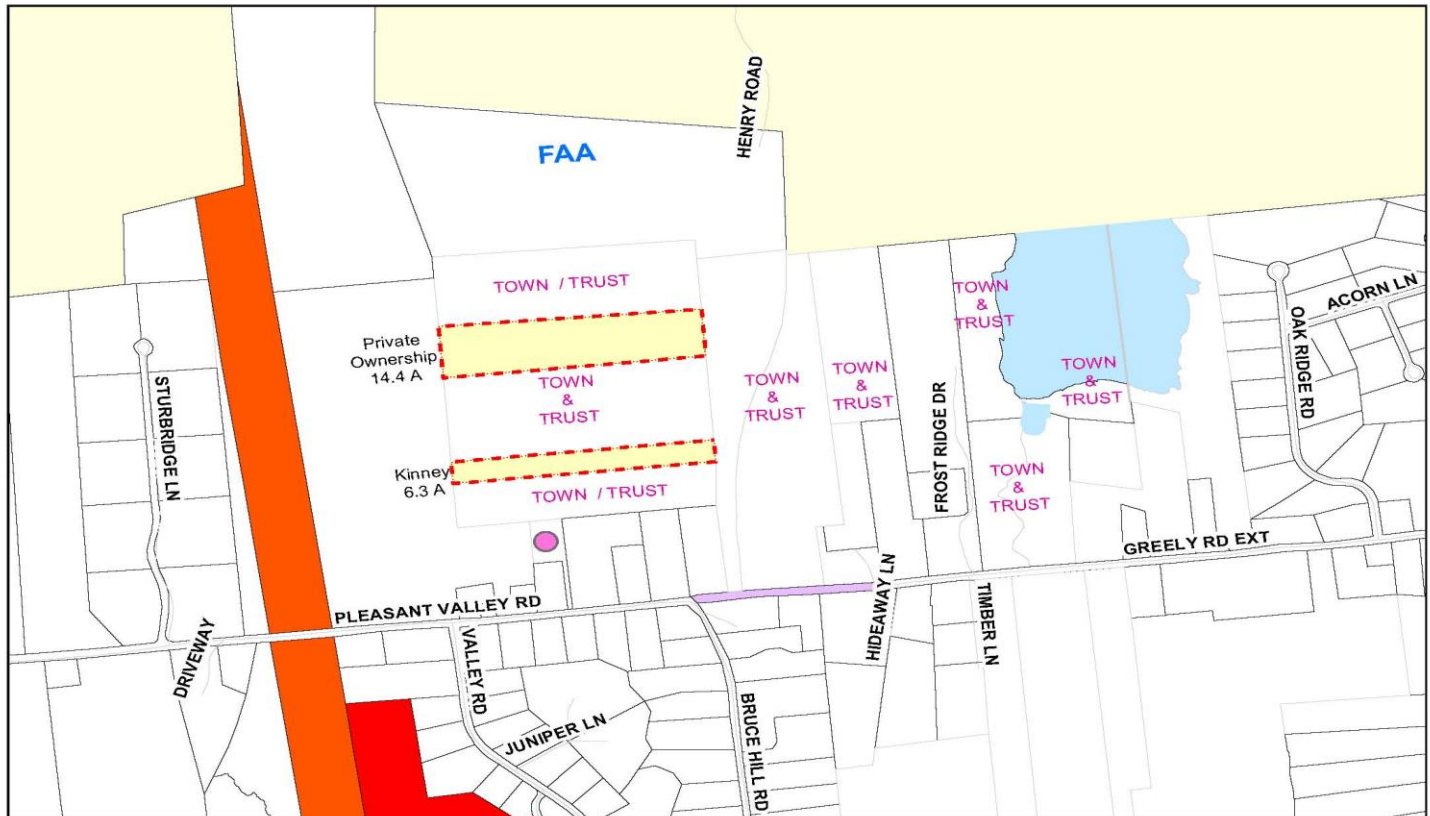 HENRY ROAD
FAA
TOWN / TRUST
Private
Ownership
14.4 A
TOWN
&
TRUST
TOWN
&
TRUST
TOWN
&
TRUST
TOWN
&
TRUST
TOWN
&
TRUST
ACORN LN
OAK RIDGE RD
STURBRIDGE LN
FROST RIDGE DR
Kinney
6.3 A
TOWN / TRUST
TOWN
&
TRUST
GREELY RD EXT
PLEASANT VALLEY RD
HIDEAWAY LN
TIMBER LN
DRIVEWAY
VALLEY RD
JUNIPER LN
BRUCE HILL RD